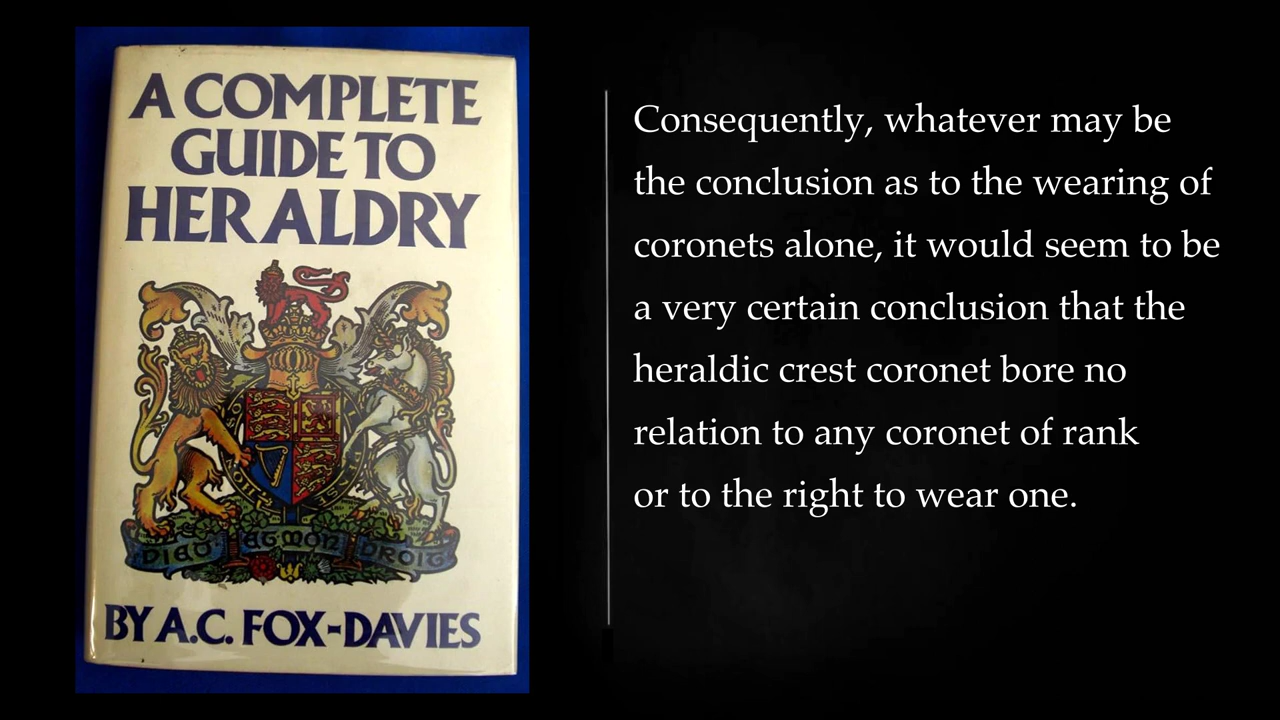 A COMPLETE
GUIDE TO
HERALDRY
DIEU ET MON DROIT
BY A.C. FOX-DAVIES
Consequently, whatever may be
the conclusion as to the wearing of
coronets alone, it would seem to be
a very certain conclusion that the
heraldic crest coronet bore no
relation to any coronet of rank
or to the right to wear one.